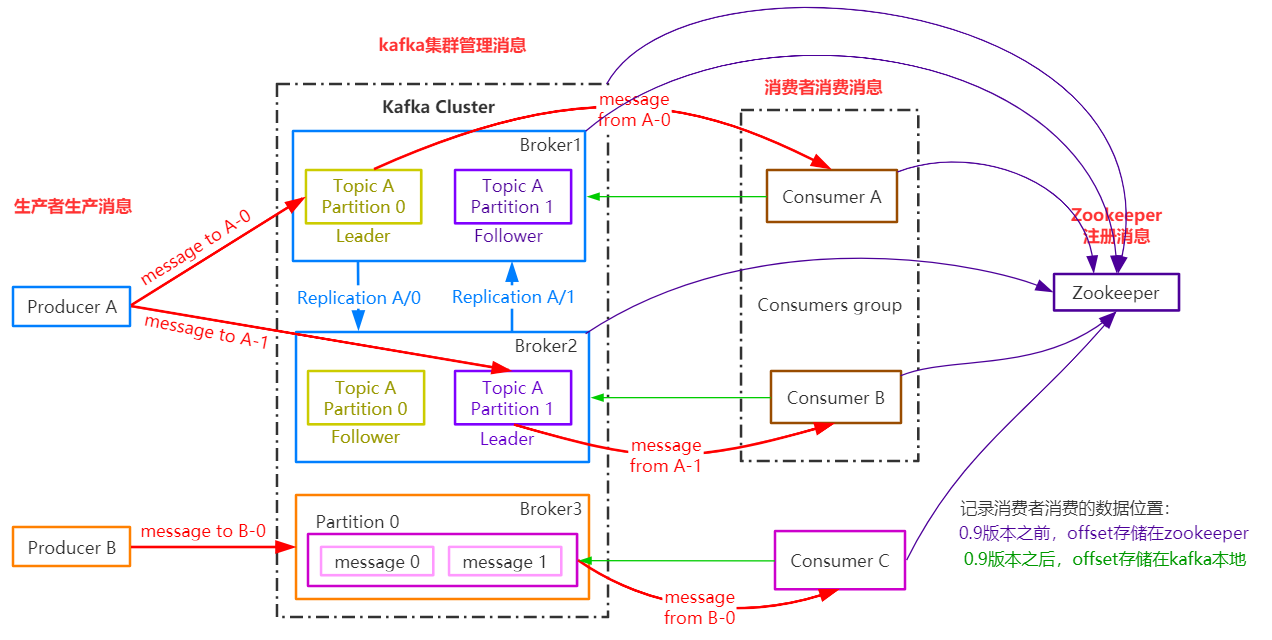 kafka集群管理消息
消费者消费消息
Kafka Cluster
message
from A-0
Broker1
Topic A
Partition 0
Leader
Topic A
Partition 1
Follower
Consumer A
生产者生产消息
message to A-0
Zookeeper
注册消息
Replication A/0
Replication A/1
Producer A
Consumers group
Zookeeper
message to A-1
Broker2
Topic A
Partition 0
Follower
Topic A
Partition 1
Leader
Consumer B
message
from A-1
Broker3
Partition 0
message 0
message 1
message to B-0
Producer B
Consumer C
message
from B-0
记录消费者消费的数据位置：
0.9版本之前，offset存储在zookeeper
0.9版本之后，offset存储在kafka本地